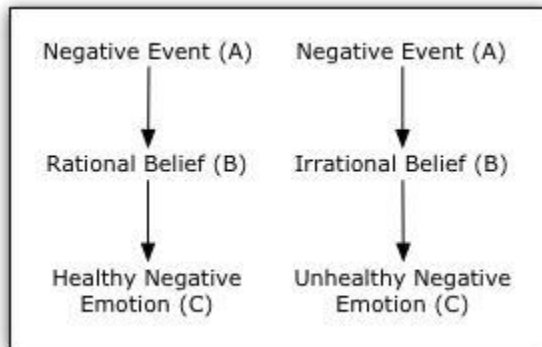 Negative Event (A)
Negative Event (A)
Rational Belief (B)
Irrational Belief (B)
Healthy Negative
Emotion (C)
Unhealthy Negative
Emotion (C)